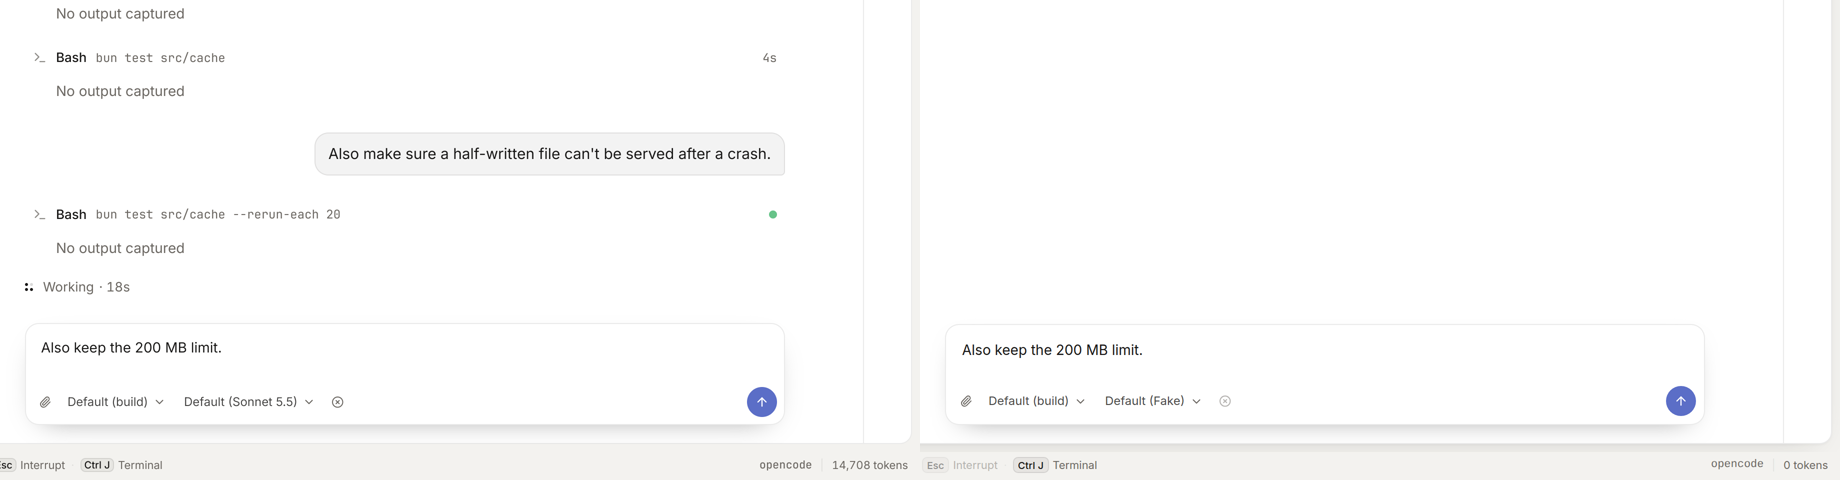 No output captured
Bash bun test src/cache 4s
No output captured
Also make sure a half-written file can't be served after a crash.
Bash bun test src/cache --rerun-each 20
No output captured
Working · 18s
Also keep the 200 MB limit.
Default (build) Default (Sonnet 5.5)
Esc Interrupt · Ctrl J Terminal opencode 14,708 tokens
Also keep the 200 MB limit.
Default (build) Default (Fake)
Esc Interrupt Ctrl J Terminal opencode 0 tokens